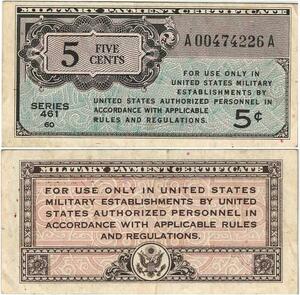 MILITARY PAYMENT CERTIFICATE
5 FIVE CENTS
A00474226A
FOR USE ONLY IN
UNITED STATES MILITARY
ESTABLISHMENTS BY
UNITED STATES AUTHORIZED PERSONNEL IN
ACCORDANCE WITH APPLICABLE
RULES AND REGULATIONS.
SERIES
461
60
5¢
MILITARY PAYMENT CERTIFICATE
FOR USE ONLY IN UNITED STATES
MILITARY ESTABLISHMENTS BY UNITED
STATES AUTHORIZED PERSONNEL IN
ACCORDANCE WITH APPLICABLE RULES
AND REGULATIONS.